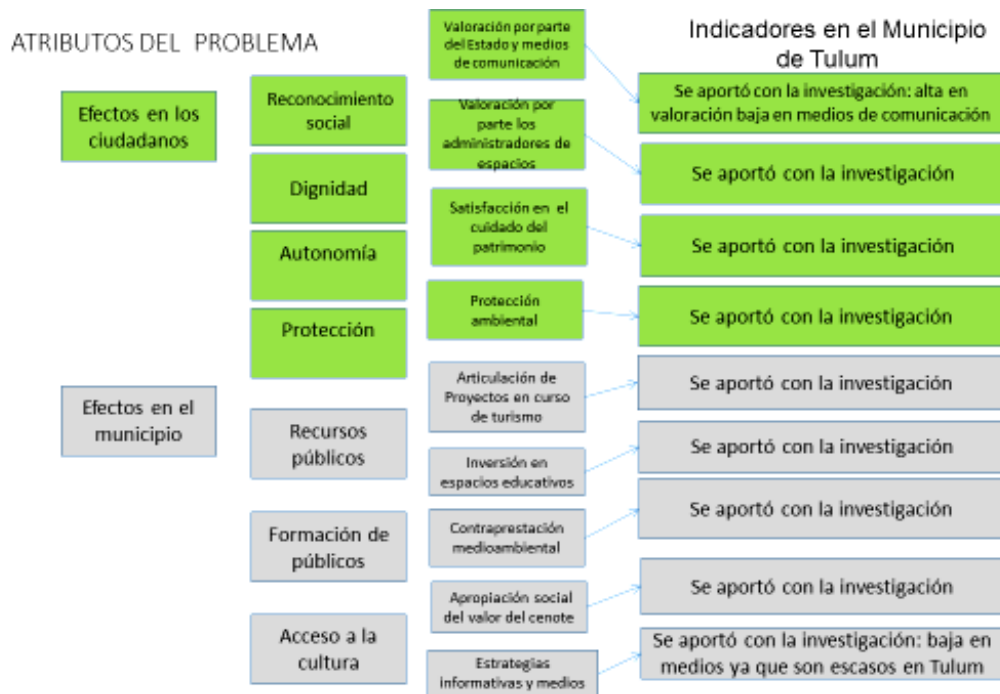 ATRIBUTOS DEL PROBLEMA
Efectos en los
ciudadanos
Efectos en el
municipio
Reconocimiento
social
Dignidad
Autonomía
Protección
Recursos
públicos
Formación de
públicos
Acceso a la
cultura
Valoración por parte
del Estado y medios
de comunicación
Valoración por
parte los
administradores de
espacios
Satisfacción en el
cuidado del
patrimonio
Protección
ambiental
Articulación de
Proyectos en curso
de turismo
Inversión en
espacios educativos
Contraprestación
medioambiental
Apropiación social
del valor del cenote
Estrategias
informativas y medios
Indicadores en el Municipio
de Tulum
Se aportó con la investigación: alta en
valoración baja en medios de comunicación
Se aportó con la investigación
Se aportó con la investigación
Se aportó con la investigación
Se aportó con la investigación
Se aportó con la investigación
Se aportó con la investigación
Se aportó con la investigación
Se aportó con la investigación: baja en
medios ya que son escasos en Tulum